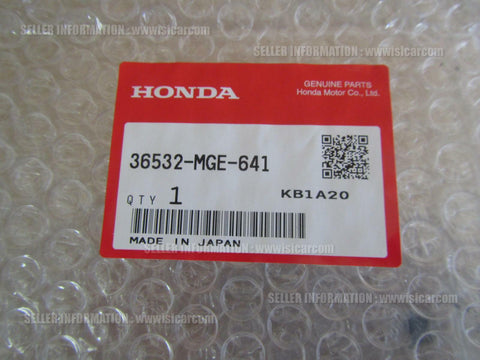 SELLER INFORMATION : www.isicar.com
SELLER INFORMATION : www.isicar.com
HONDA
GENUINE PARTS
Honda Motor Co., Ltd.
36532-MGE-641
QTY 1
KB1A20
MADE IN JAPAN
SELLER INFORMATION : www.isicar.com
SELLER INFORMATION : www.isicar.com